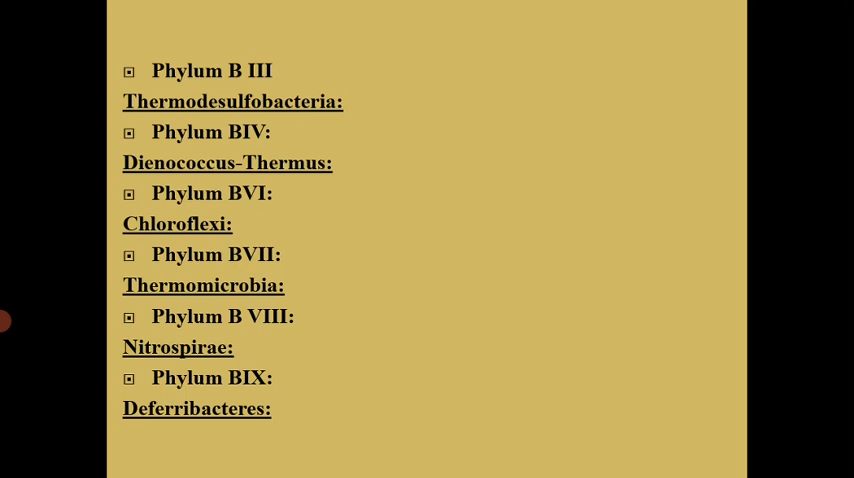 Phylum B III
Thermodesulfobacteria:
Phylum BIV:
Dienococcus-Thermus:
Phylum BVI:
Chloroflexi:
Phylum BVII:
Thermomicrobia:
Phylum B VIII:
Nitrospirae:
Phylum BIX:
Deferribacteres: